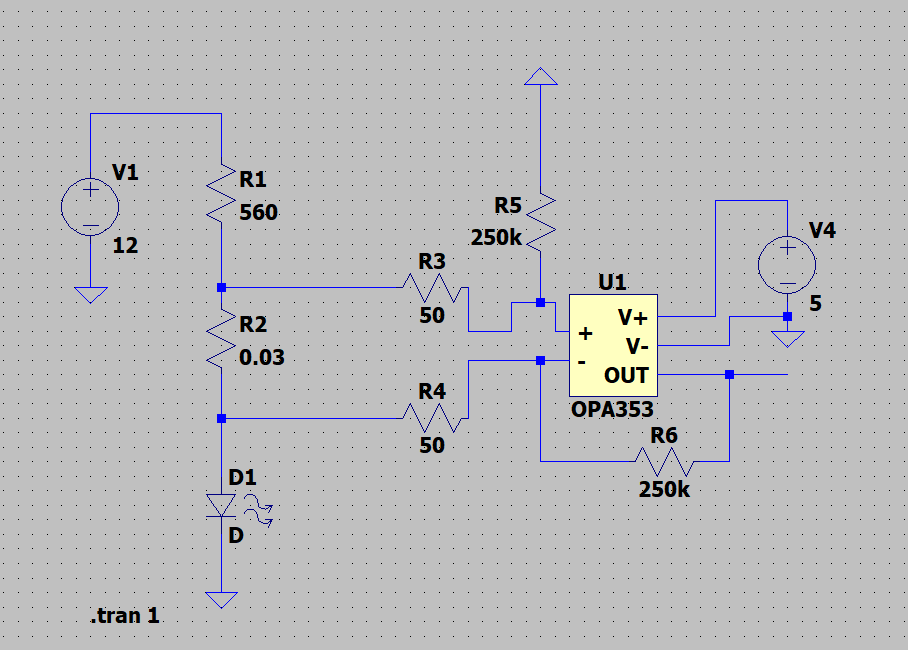 V1
12
R1
560
R2
0.03
R3
50
R4
50
R5
250k
U1
+
-
V+
V-
OUT
OPA353
V4
5
R6
250k
D1
D
.tran 1